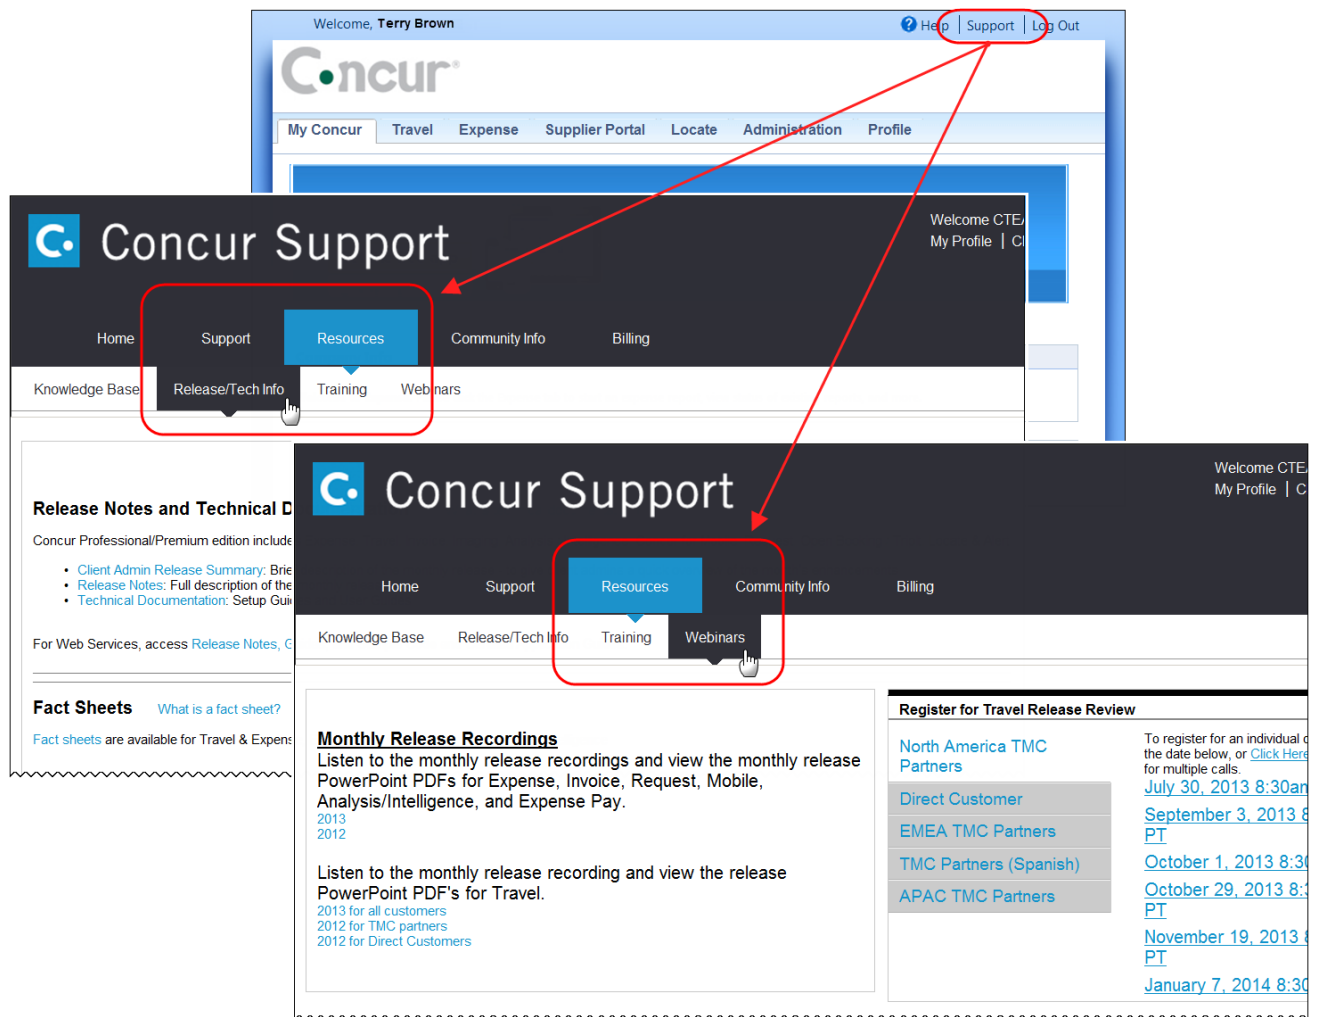 Welcome, Terry Brown
Help | Support | Log Out
Concur®
My Concur Travel Expense Supplier Portal Locate Administration Profile
C. Concur Support
Welcome CTE
My Profile | Cl
Home Support Resources Community Info Billing
Knowledge Base Release/Tech Info Training Webinars
Release Notes and Technical D
Concur Professional/Premium edition include
• Client Admin Release Summary: Brie
• Release Notes: Full description of the
• Technical Documentation: Setup Gui
For Web Services, access Release Notes, G
Fact Sheets What is a fact sheet?
Fact sheets are available for Travel & Expens
C. Concur Support
Welcome CTE
My Profile | C
Home Support Resources Community Info Billing
Knowledge Base Release/Tech Info Training Webinars
Monthly Release Recordings
Listen to the monthly release recordings and view the monthly release
PowerPoint PDFs for Expense, Invoice, Request, Mobile,
Analysis/Intelligence, and Expense Pay.
2013
2012
Listen to the monthly release recording and view the release
PowerPoint PDF's for Travel.
2013 for all customers
2012 for TMC partners
2012 for Direct Customers
Register for Travel Release Review
North America TMC
Partners
Direct Customer
EMEA TMC Partners
TMC Partners (Spanish)
APAC TMC Partners
To register for an individual c
the date below, or Click Here
for multiple calls.
July 30, 2013 8:30am
September 3, 2013 8
PT
October 1, 2013 8:30
October 29, 2013 8:3
PT
November 19, 2013 8
PT
January 7, 2014 8:30